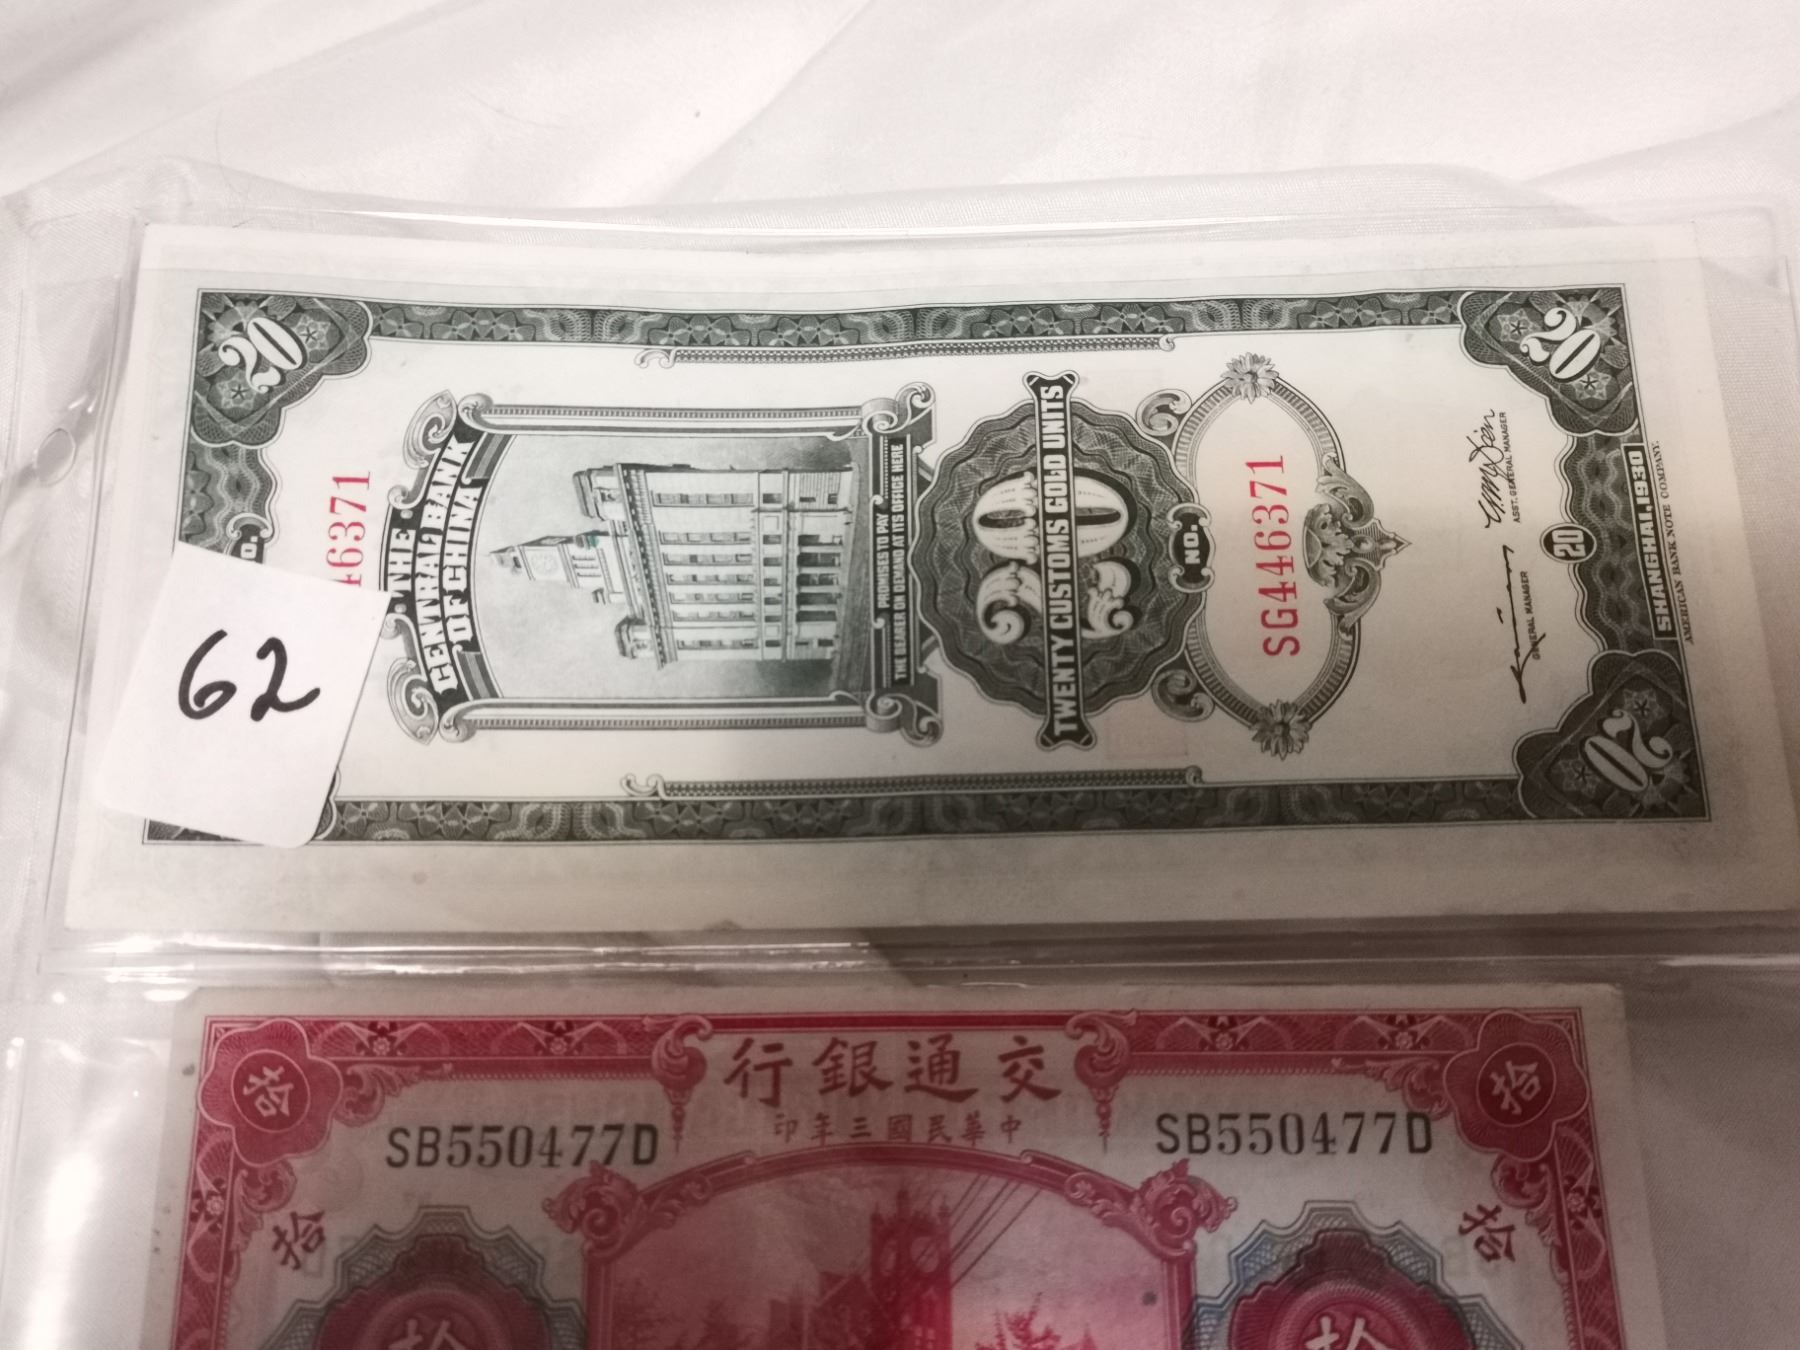 62
20
20
20
20
46371
THE
CENTRAL BANK
OF CHINA
PROMISES TO PAY
THE BEARER ON DEMAND AT ITS OFFICE HERE
20
TWENTY CUSTOMS GOLD UNITS
NO.
SG446371
ASST. GENERAL MANAGER
GENERAL MANAGER
SHANGHAI, 1930
AMERICAN BANK NOTE COMPANY.
拾 行銀通交 拾
印年三國民華中
SB550477D SB550477D
拾 拾
拾 拾